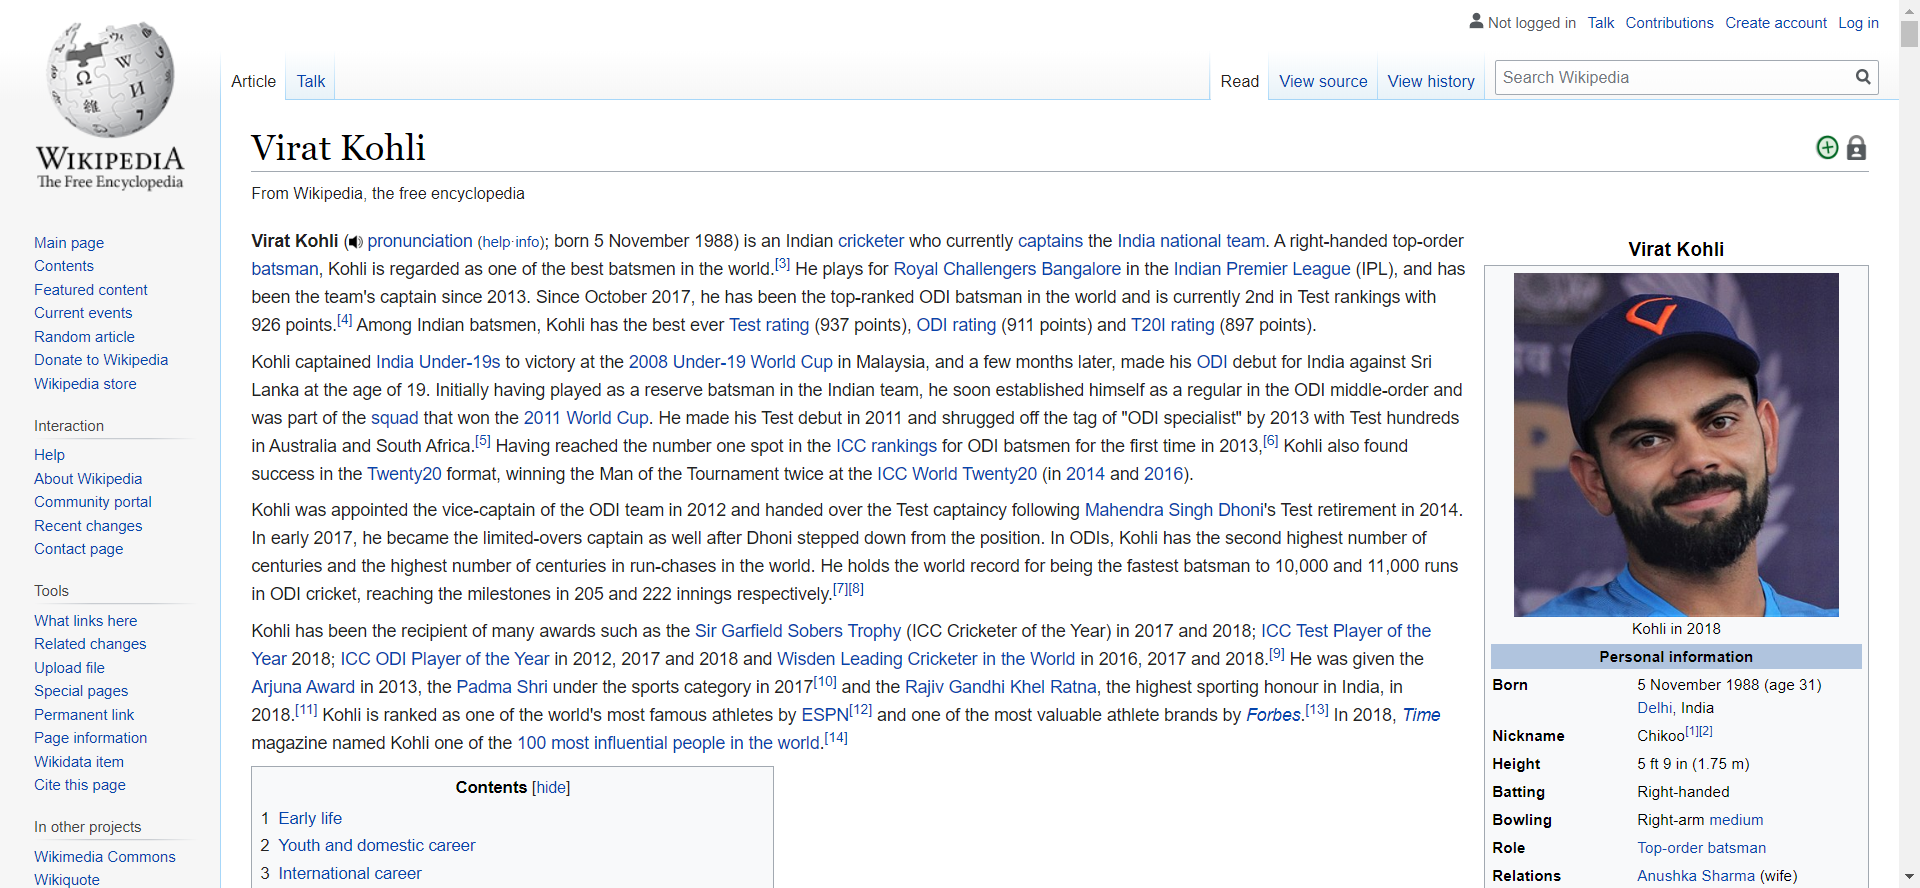 Not logged in Talk Contributions Create account Log in
Article Talk Read View source View history Search Wikipedia
WIKIPEDIA
The Free Encyclopedia
Main page
Contents
Featured content
Current events
Random article
Donate to Wikipedia
Wikipedia store
Interaction
Help
About Wikipedia
Community portal
Recent changes
Contact page
Tools
What links here
Related changes
Upload file
Special pages
Permanent link
Page information
Wikidata item
Cite this page
In other projects
Wikimedia Commons
Wikiquote
Virat Kohli
From Wikipedia, the free encyclopedia
Virat Kohli ( pronunciation (help·info); born 5 November 1988) is an Indian cricketer who currently captains the India national team. A right-handed top-order
batsman, Kohli is regarded as one of the best batsmen in the world.[3] He plays for Royal Challengers Bangalore in the Indian Premier League (IPL), and has
been the team's captain since 2013. Since October 2017, he has been the top-ranked ODI batsman in the world and is currently 2nd in Test rankings with
926 points.[4] Among Indian batsmen, Kohli has the best ever Test rating (937 points), ODI rating (911 points) and T20I rating (897 points).
Kohli captained India Under-19s to victory at the 2008 Under-19 World Cup in Malaysia, and a few months later, made his ODI debut for India against Sri
Lanka at the age of 19. Initially having played as a reserve batsman in the Indian team, he soon established himself as a regular in the ODI middle-order and
was part of the squad that won the 2011 World Cup. He made his Test debut in 2011 and shrugged off the tag of "ODI specialist" by 2013 with Test hundreds
in Australia and South Africa.[5] Having reached the number one spot in the ICC rankings for ODI batsmen for the first time in 2013,[6] Kohli also found
success in the Twenty20 format, winning the Man of the Tournament twice at the ICC World Twenty20 (in 2014 and 2016).
Kohli was appointed the vice-captain of the ODI team in 2012 and handed over the Test captaincy following Mahendra Singh Dhoni's Test retirement in 2014.
In early 2017, he became the limited-overs captain as well after Dhoni stepped down from the position. In ODIs, Kohli has the second highest number of
centuries and the highest number of centuries in run-chases in the world. He holds the world record for being the fastest batsman to 10,000 and 11,000 runs
in ODI cricket, reaching the milestones in 205 and 222 innings respectively.[7][8]
Kohli has been the recipient of many awards such as the Sir Garfield Sobers Trophy (ICC Cricketer of the Year) in 2017 and 2018; ICC Test Player of the
Year 2018; ICC ODI Player of the Year in 2012, 2017 and 2018 and Wisden Leading Cricketer in the World in 2016, 2017 and 2018.[9] He was given the
Arjuna Award in 2013, the Padma Shri under the sports category in 2017[10] and the Rajiv Gandhi Khel Ratna, the highest sporting honour in India, in
2018.[11] Kohli is ranked as one of the world's most famous athletes by ESPN[12] and one of the most valuable athlete brands by Forbes.[13] In 2018, Time
magazine named Kohli one of the 100 most influential people in the world.[14]
Contents [hide]
1 Early life
2 Youth and domestic career
3 International career
Virat Kohli
Kohli in 2018
Personal information
Born 5 November 1988 (age 31)
Delhi, India
Nickname Chikoo[1][2]
Height 5 ft 9 in (1.75 m)
Batting Right-handed
Bowling Right-arm medium
Role Top-order batsman
Relations Anushka Sharma (wife)